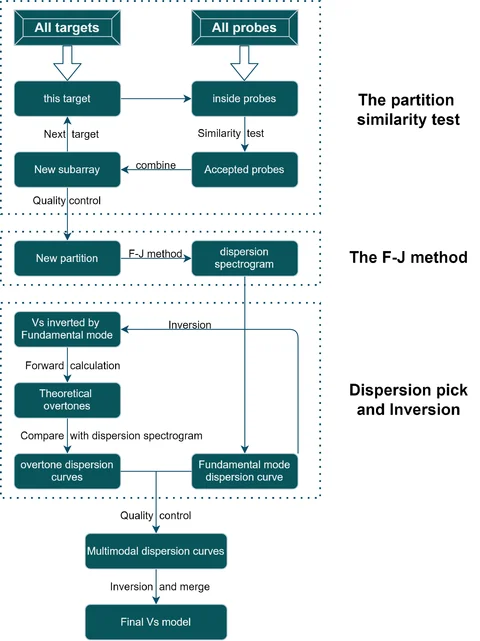 All targets
All probes
this target
inside probes
The partition
similarity test
Next target
Similarity test
New subarray
combine
Accepted probes
Quality control
New partition
F-J method
dispersion
spectrogram
The F-J method
Vs inverted by
Fundamental mode
Inversion
Forward calculation
Theoretical
overtones
Dispersion pick
and Inversion
Compare with dispersion spectrogram
overtone dispersion
curves
Fundamental mode
dispersion curve
Quality control
Multimodal dispersion curves
Inversion and merge
Final Vs model